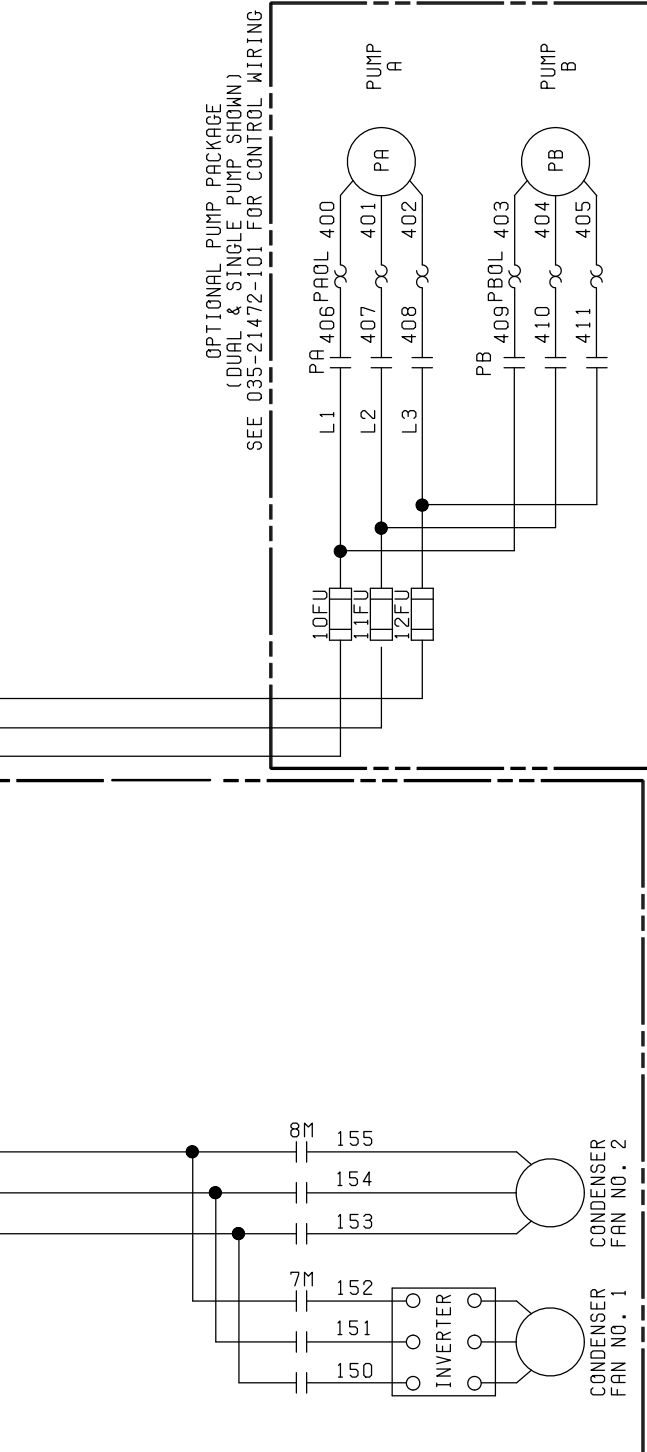 OPTIONAL PUMP PACKAGE
(DUAL & SINGLE PUMP SHOWN)
SEE 035-21472-101 FOR CONTROL WIRING
PUMP
A
PUMP
B
PA
PB
400
401
402
403
404
405
PAOL
PBOL
406
407
408
409
410
411
PA
PB
L1
L2
L3
10FU
11FU
12FU
8M
155
154
153
CONDENSER
FAN NO. 2
7M
152
151
150
INVERTER
CONDENSER
FAN NO. 1